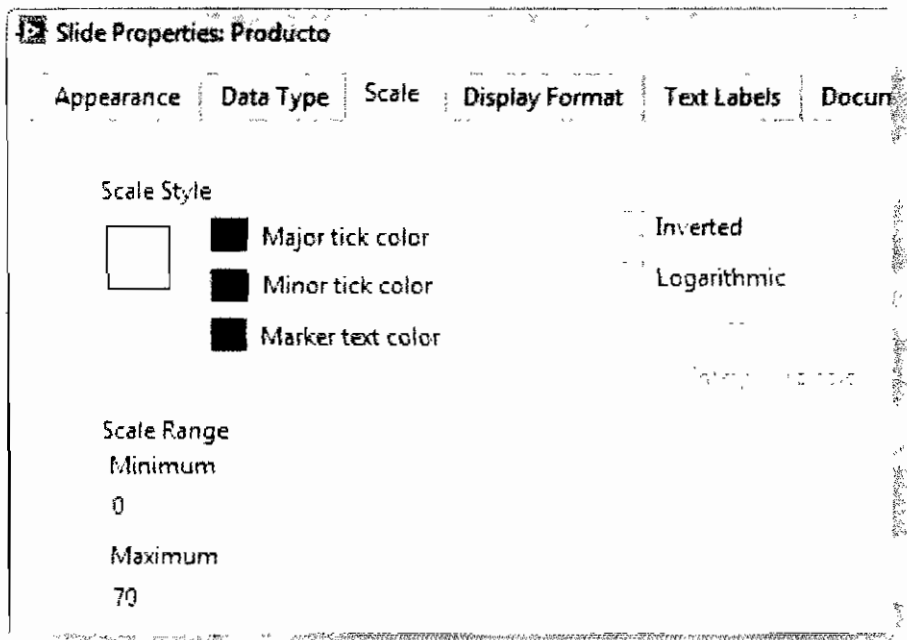 Slide Properties: Producto
Appearance Data Type Scale Display Format Text Labels Docun
Scale Style
Major tick color
Minor tick color
Marker text color
Inverted
Logarithmic
Scale Range
Minimum
0
Maximum
70